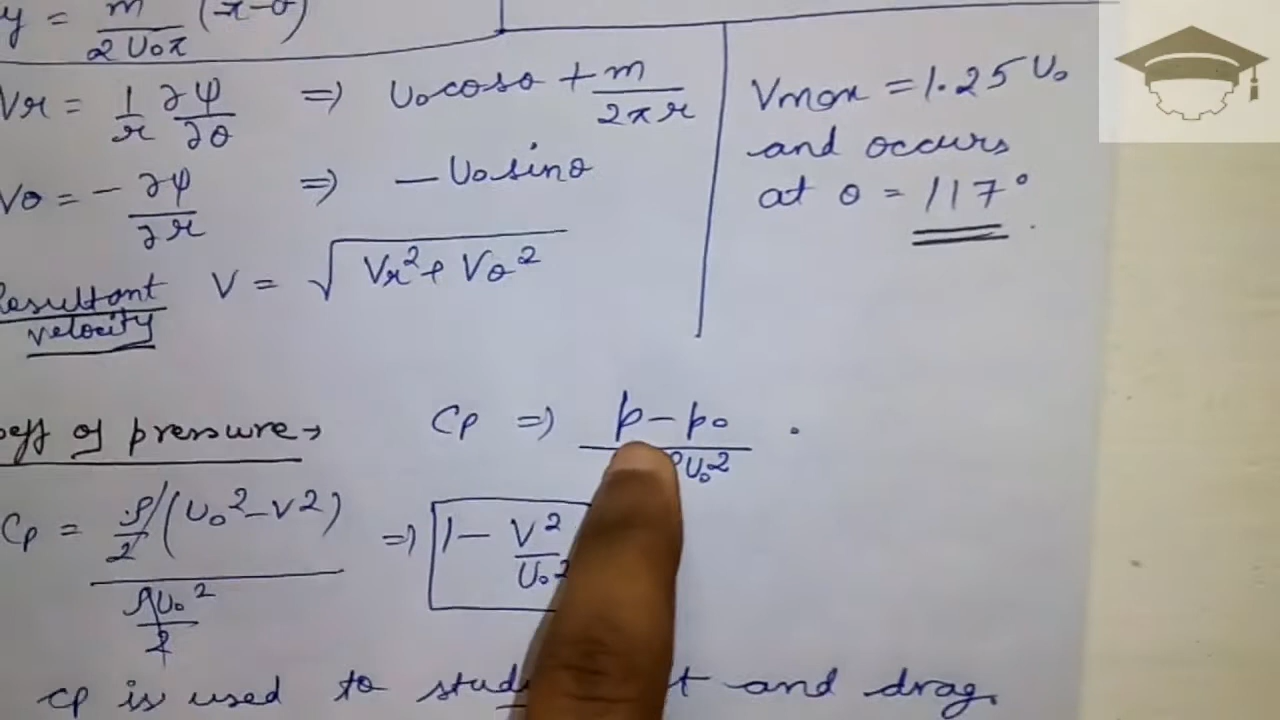 y = m/2U₀π (π-θ)
Vr = 1/r ∂ψ/∂θ ⇒ U₀cosθ + m/2πr
Vθ = - ∂ψ/∂r ⇒ -U₀sinθ
Resultant velocity V = √(Vr² + Vθ²)
Vmax = 1.25 U₀
and occurs
at θ = 117°
of pressure → Cp ⇒ p-p₀ / ρU₀²
Cp = ρ/2 (U₀²-V²) / ρU₀²/2 ⇒ 1 - V²/U₀²
Cp is used to and drag.